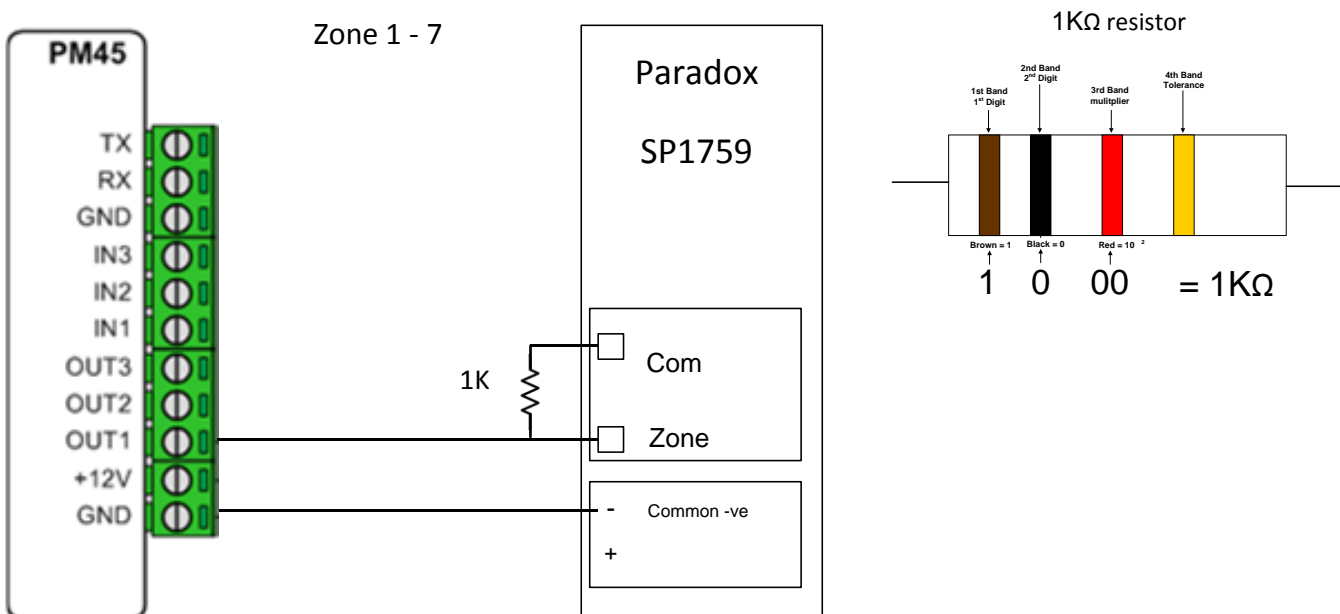 PM45
TX
RX
GND
IN3
IN2
IN1
OUT3
OUT2
OUT1
+12V
GND
Zone 1 - 7
1K
Paradox
SP1759
Com
Zone
- Common -ve
+
1KΩ resistor
1st Band
1st Digit
2nd Band
2nd Digit
3rd Band
mulitplier
4th Band
Tolerance
Brown = 1
Black = 0
Red = 10 2
1 0 00 = 1KΩ